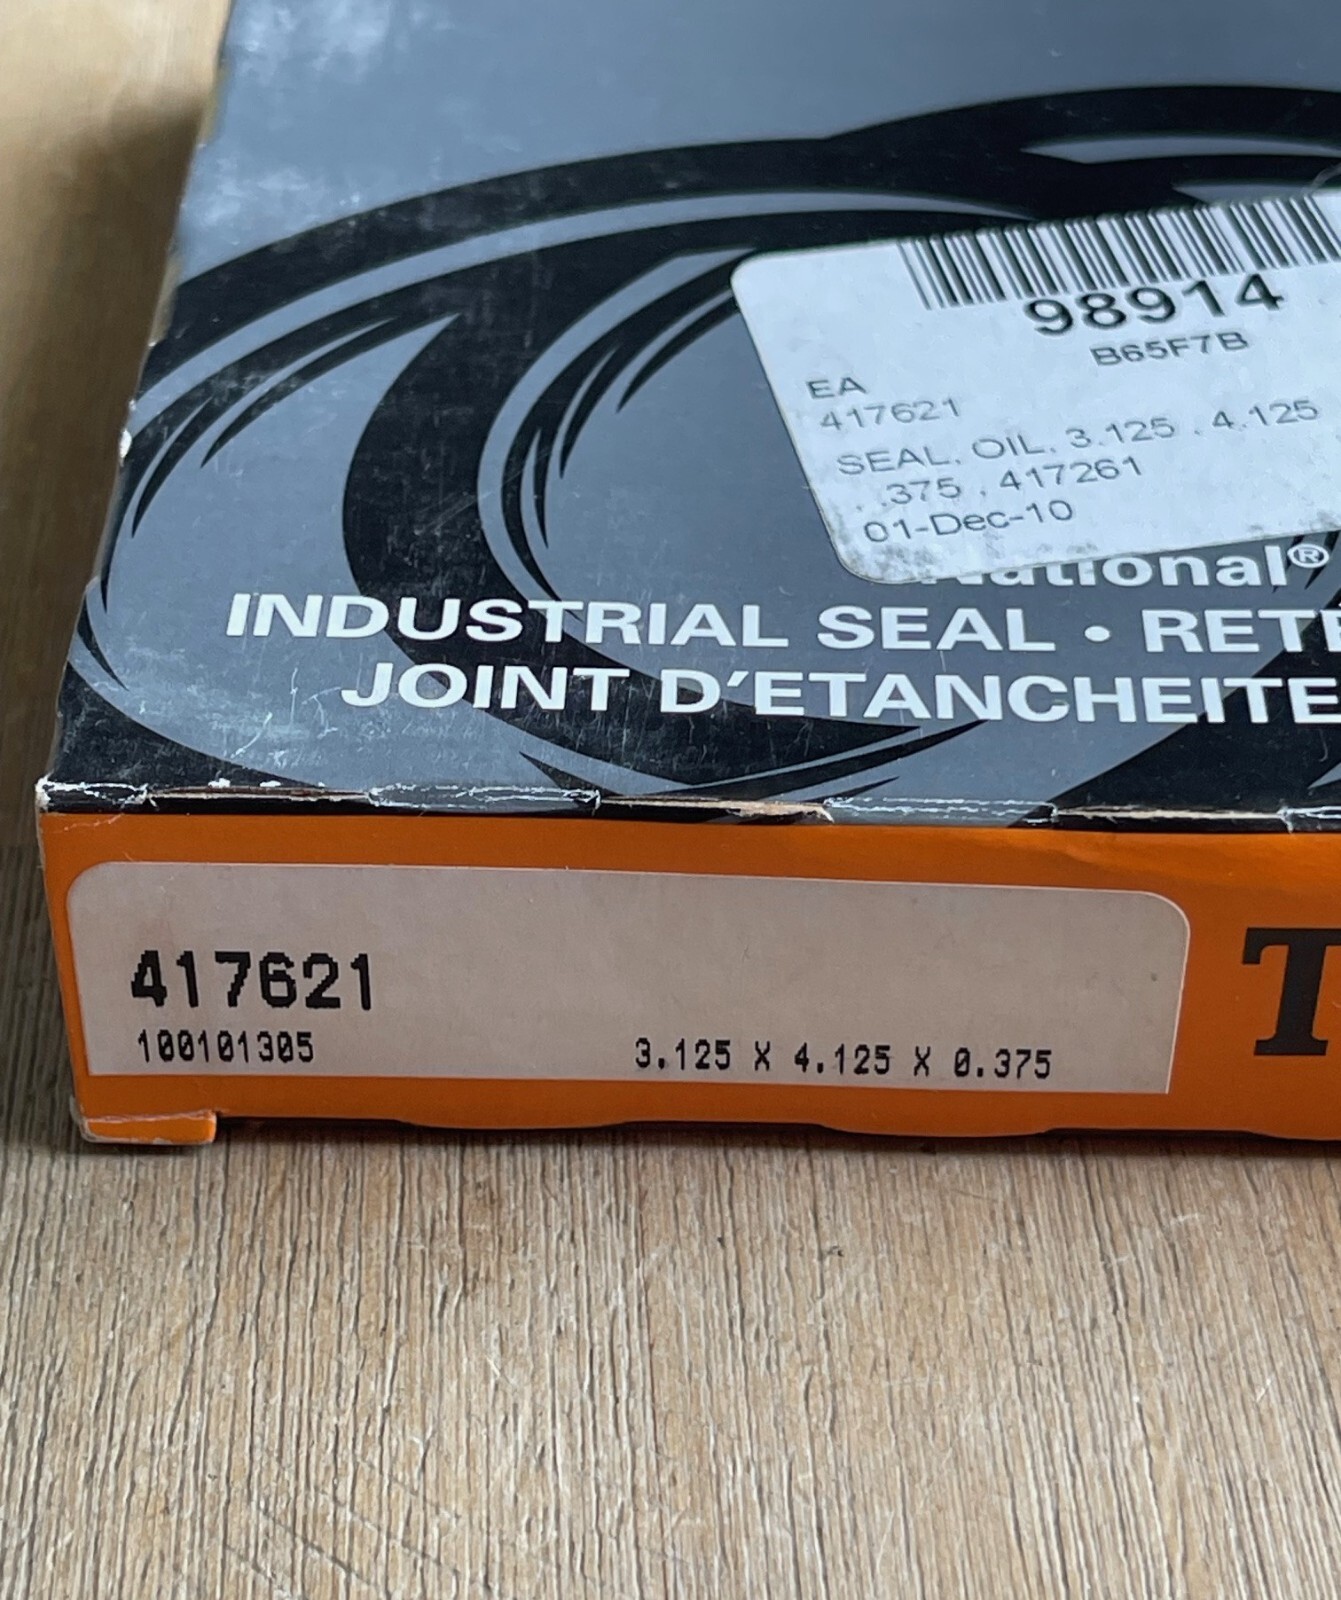 98914
B65F7B
EA
417621
SEAL, OIL, 3.125 , 4.125
, .375 , 417261
01-Dec-10
National®
INDUSTRIAL SEAL • RETE
JOINT D'ETANCHEITE
417621
100101305 3.125 X 4.125 X 0.375
T